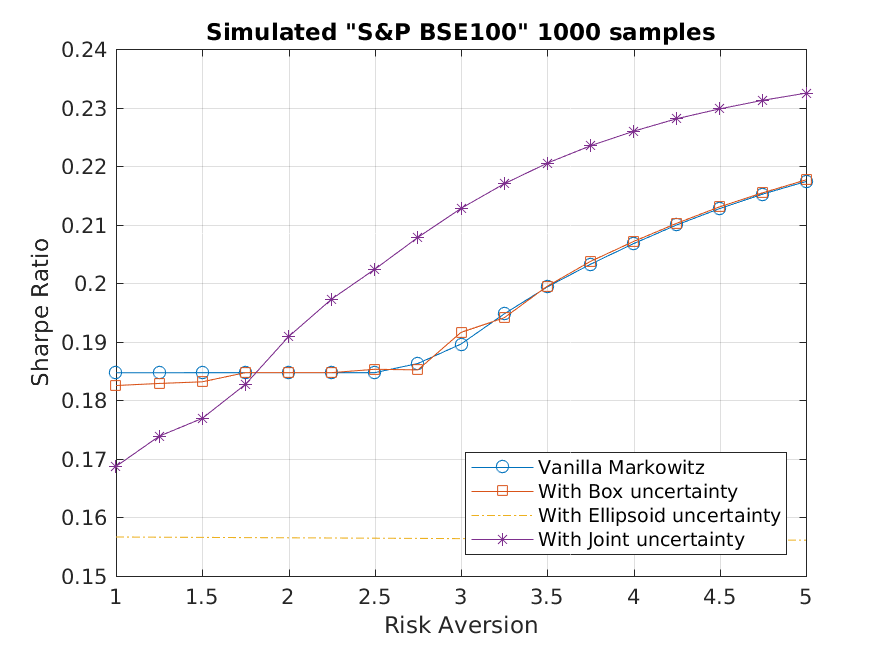 Simulated "S&P BSE100" 1000 samples
0.24
0.23
0.22
0.21
0.2
0.19
0.18
0.17
0.16
0.15
Sharpe Ratio
Vanilla Markowitz
With Box uncertainty
With Ellipsoid uncertainty
With Joint uncertainty
1 1.5 2 2.5 3 3.5 4 4.5 5
Risk Aversion